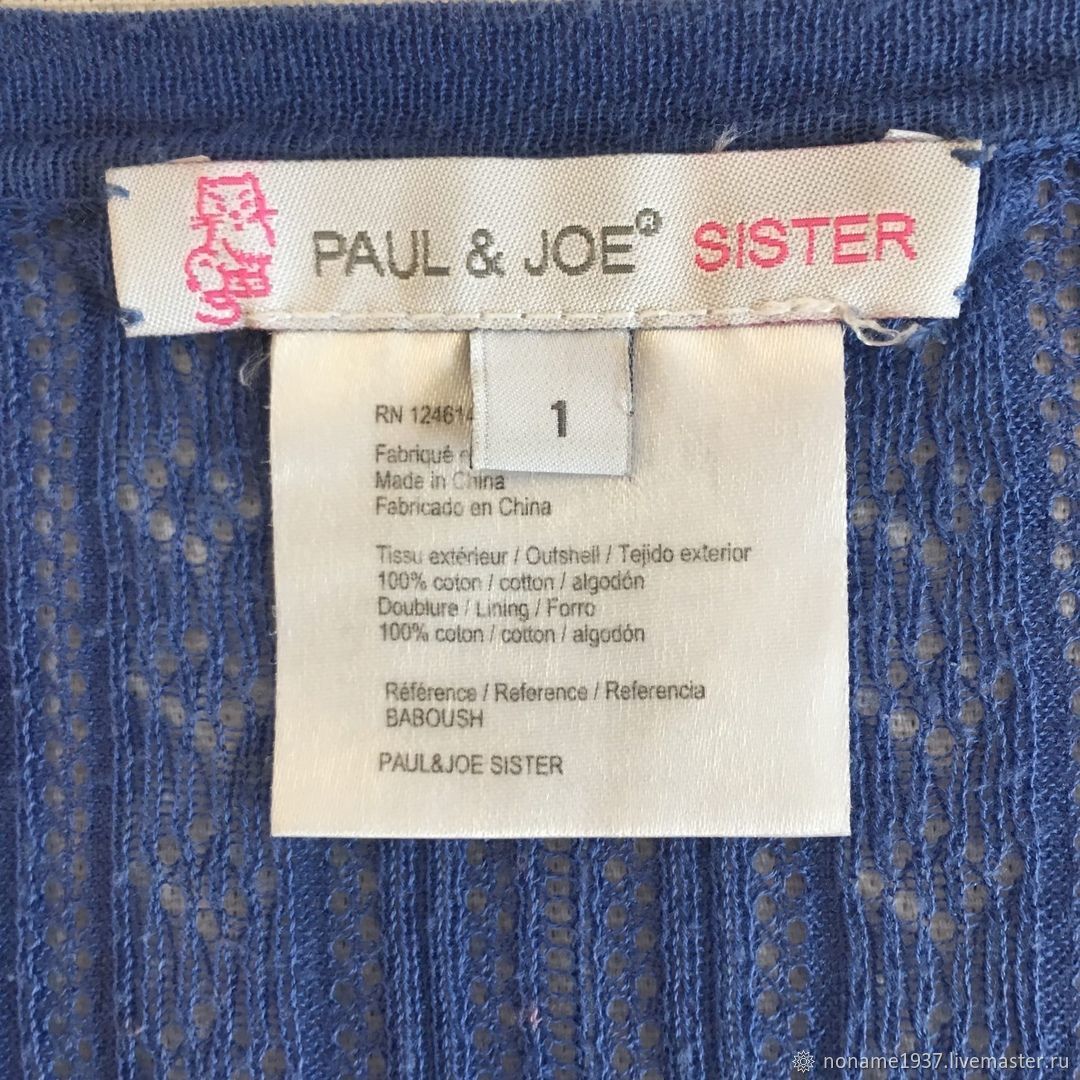 PAUL & JOE® SISTER
1
RN 124614
Fabriqué
Made in China
Fabricado en China
Tissu extérieur / Outshell / Tejido exterior
100% coton / cotton / algodón
Doublure / Lining / Forro
100% coton / cotton / algodón
Référence / Reference / Referencia
BABOUSH
PAUL&JOE SISTER
noname1937.livemaster.ru